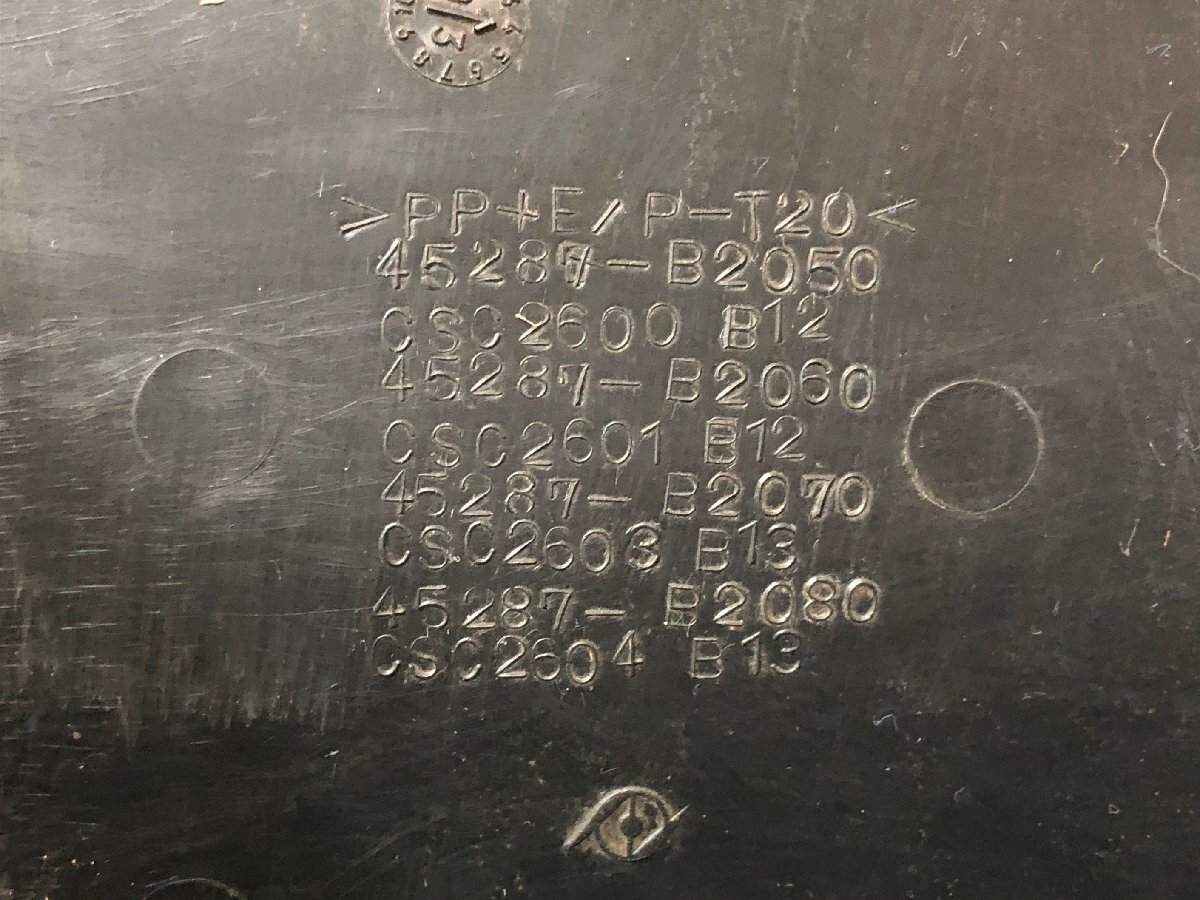 >PP+E/P-T20<
45287-B2050
CSC2600 B12
45287-B2060
CSC2601 B12
45287-B2070
CSC2603 B13
45287-B2080
CSC2604 B13